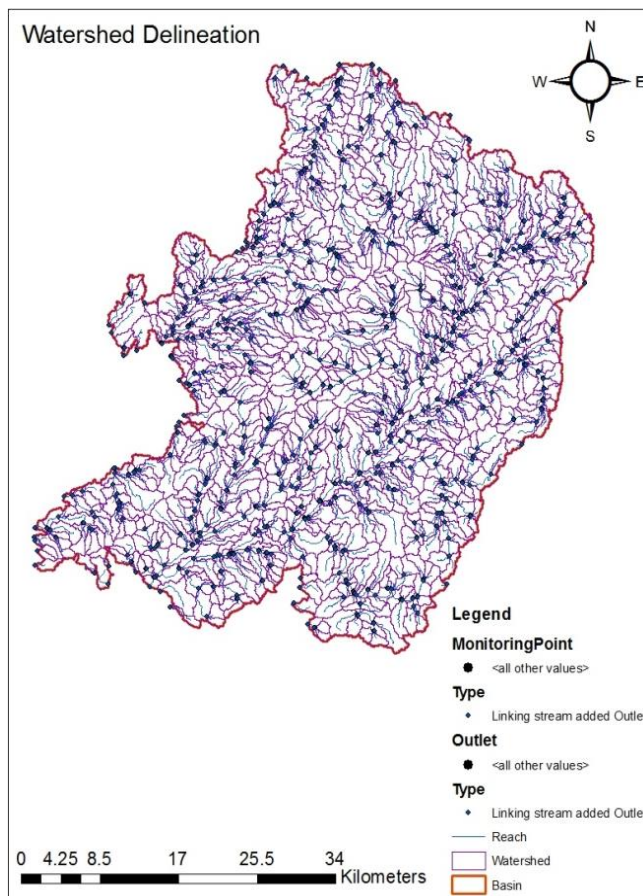 Watershed Delineation
N
W E
S
Legend
MonitoringPoint
<all other values>
Type
Linking stream added Outle
Outlet
<all other values>
Type
Linking stream added Outle
Reach
Watershed
Basin
0 4.25 8.5 17 25.5 34
Kilometers